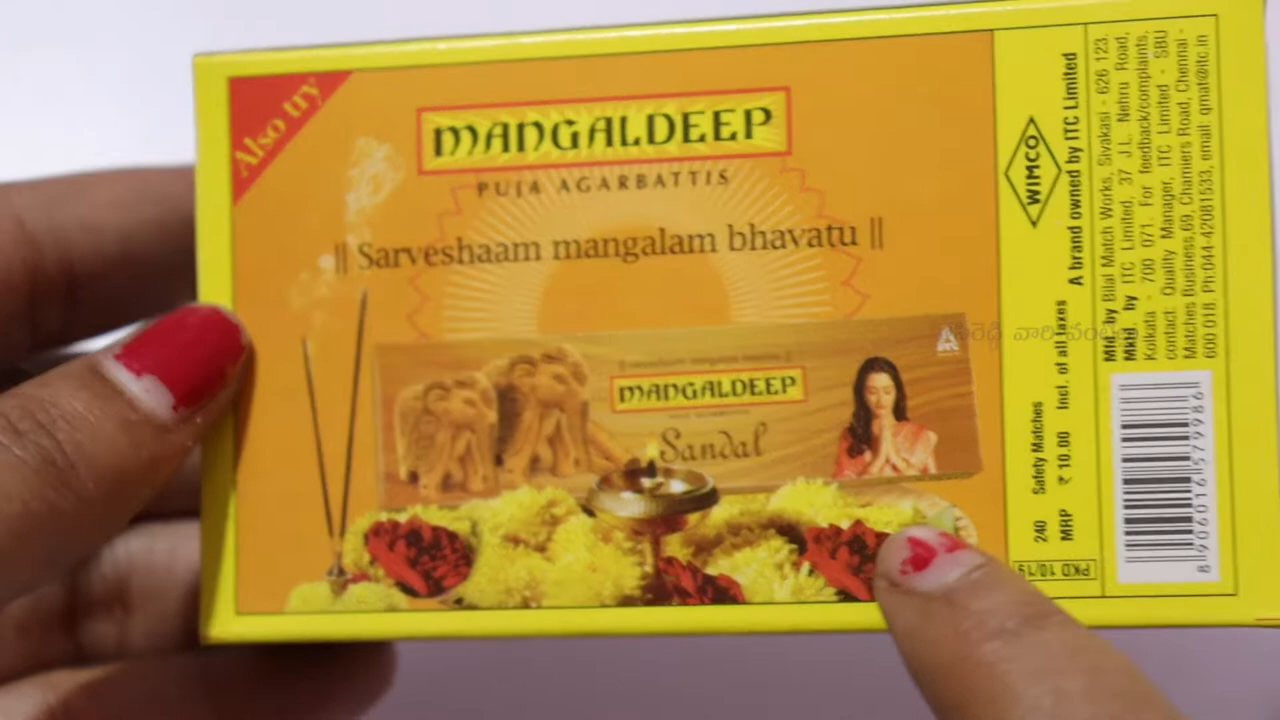 Also try
MANGALDEEP
PUJA AGARBATTIS
|| Sarveshaam mangalam bhavatu ||
MANGALDEEP
Sandal
WIMCO
A brand owned by ITC Limited
240 Safety Matches
MRP ₹ 10.00 Incl. of all taxes
PKD 10/19
Mfd. by Bilal Match Works, Sivakasi - 626 123.
Mktd. by ITC Limited, 37 J.L. Nehru Road,
Kolkata - 700 071. For feedback/complaints,
contact: Quality Manager, ITC Limited - SBU
Matches Business,69, Chamiers Road, Chennai -
600 018. Ph:044-42081533, email qmat@itc.in
8 906016 579986
వారి